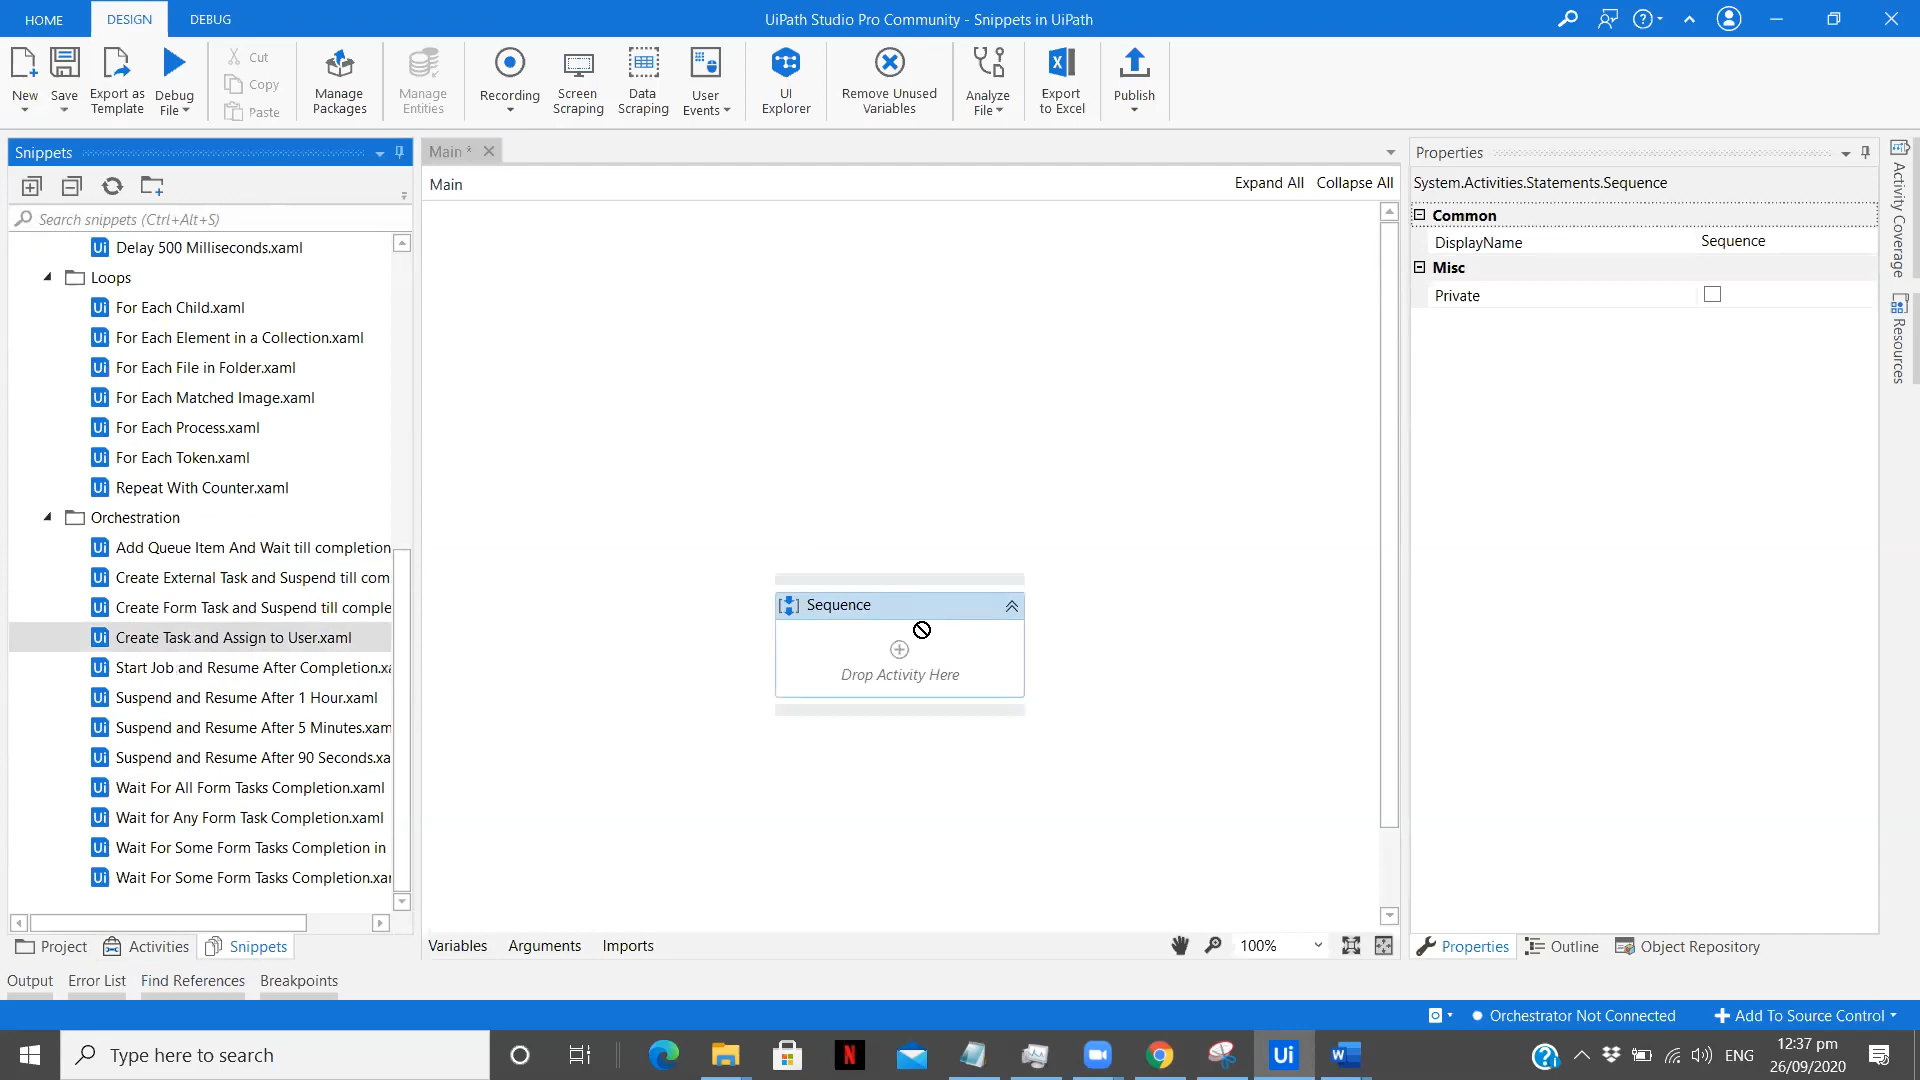 HOME
DESIGN
DEBUG
UiPath Studio Pro Community - Snippets in UiPath
New
Save
Export as
Template
Debug
File
Cut
Copy
Paste
Manage
Packages
Manage
Entities
Recording
Screen
Scraping
Data
Scraping
User
Events
UI
Explorer
Remove Unused
Variables
Analyze
File
Export
to Excel
Publish
Snippets
Search snippets (Ctrl+Alt+S)
Delay 500 Milliseconds.xaml
Loops
For Each Child.xaml
For Each Element in a Collection.xaml
For Each File in Folder.xaml
For Each Matched Image.xaml
For Each Process.xaml
For Each Token.xaml
Repeat With Counter.xaml
Orchestration
Add Queue Item And Wait till completion
Create External Task and Suspend till com
Create Form Task and Suspend till comple
Create Task and Assign to User.xaml
Start Job and Resume After Completion.xa
Suspend and Resume After 1 Hour.xaml
Suspend and Resume After 5 Minutes.xam
Suspend and Resume After 90 Seconds.xa
Wait For All Form Tasks Completion.xaml
Wait for Any Form Task Completion.xaml
Wait For Some Form Tasks Completion in
Wait For Some Form Tasks Completion.xa
Project
Activities
Snippets
Main *
Main
Expand All
Collapse All
Sequence
Drop Activity Here
Variables
Arguments
Imports
100%
Properties
System.Activities.Statements.Sequence
Common
DisplayName
Sequence
Misc
Private
Properties
Outline
Object Repository
Activity Coverage
Resources
Output
Error List
Find References
Breakpoints
Orchestrator Not Connected
Add To Source Control
Type here to search
ENG
12:37 pm
26/09/2020